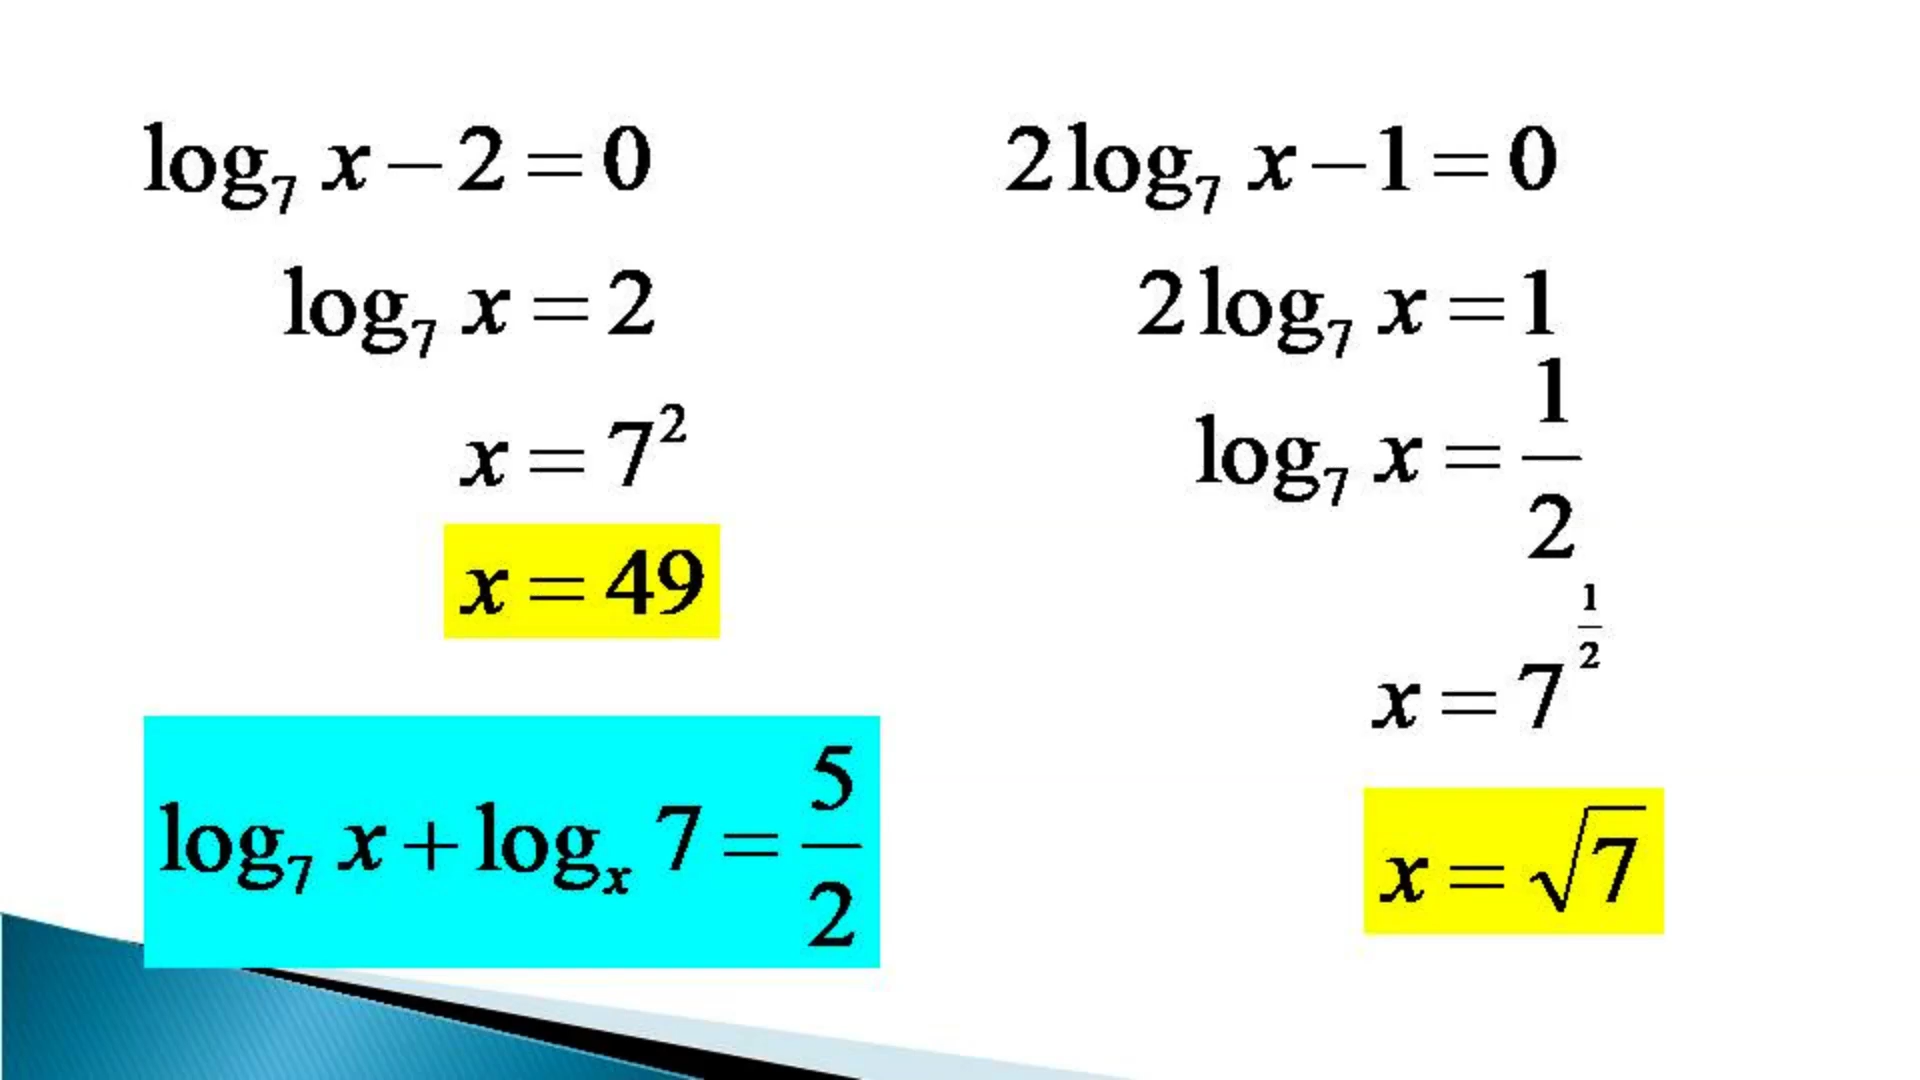 log₇ x − 2 = 0
log₇ x = 2
x = 7²
x = 49
log₇ x + logₓ 7 = 5/2
2 log₇ x − 1 = 0
2 log₇ x = 1
log₇ x = 1/2
x = 7^(1/2)
x = √7